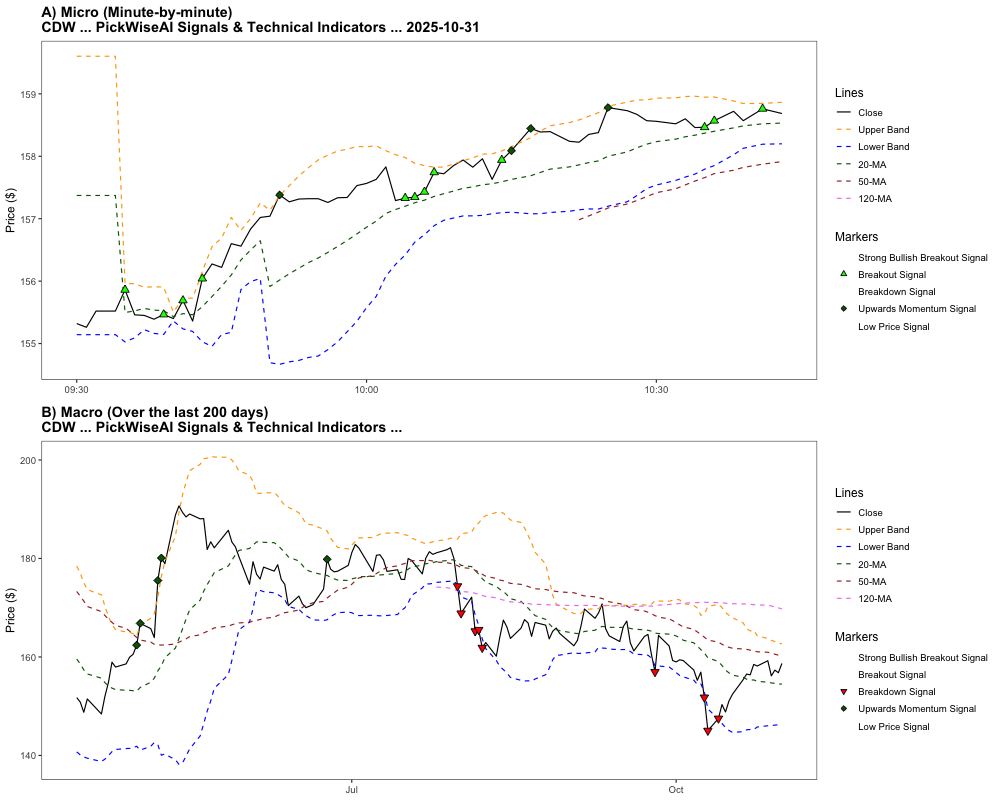 A) Micro (Minute-by-minute)
CDW ... PickWiseAI Signals & Technical Indicators ... 2025-10-31
Price ($)
159
158
157
156
155
09:30
10:00
10:30
Lines
Close
Upper Band
Lower Band
20-MA
50-MA
120-MA
Markers
Strong Bullish Breakout Signal
Breakout Signal
Breakdown Signal
Upwards Momentum Signal
Low Price Signal
B) Macro (Over the last 200 days)
CDW ... PickWiseAI Signals & Technical Indicators ...
Price ($)
200
180
160
140
Jul
Oct
Lines
Close
Upper Band
Lower Band
20-MA
50-MA
120-MA
Markers
Strong Bullish Breakout Signal
Breakout Signal
Breakdown Signal
Upwards Momentum Signal
Low Price Signal